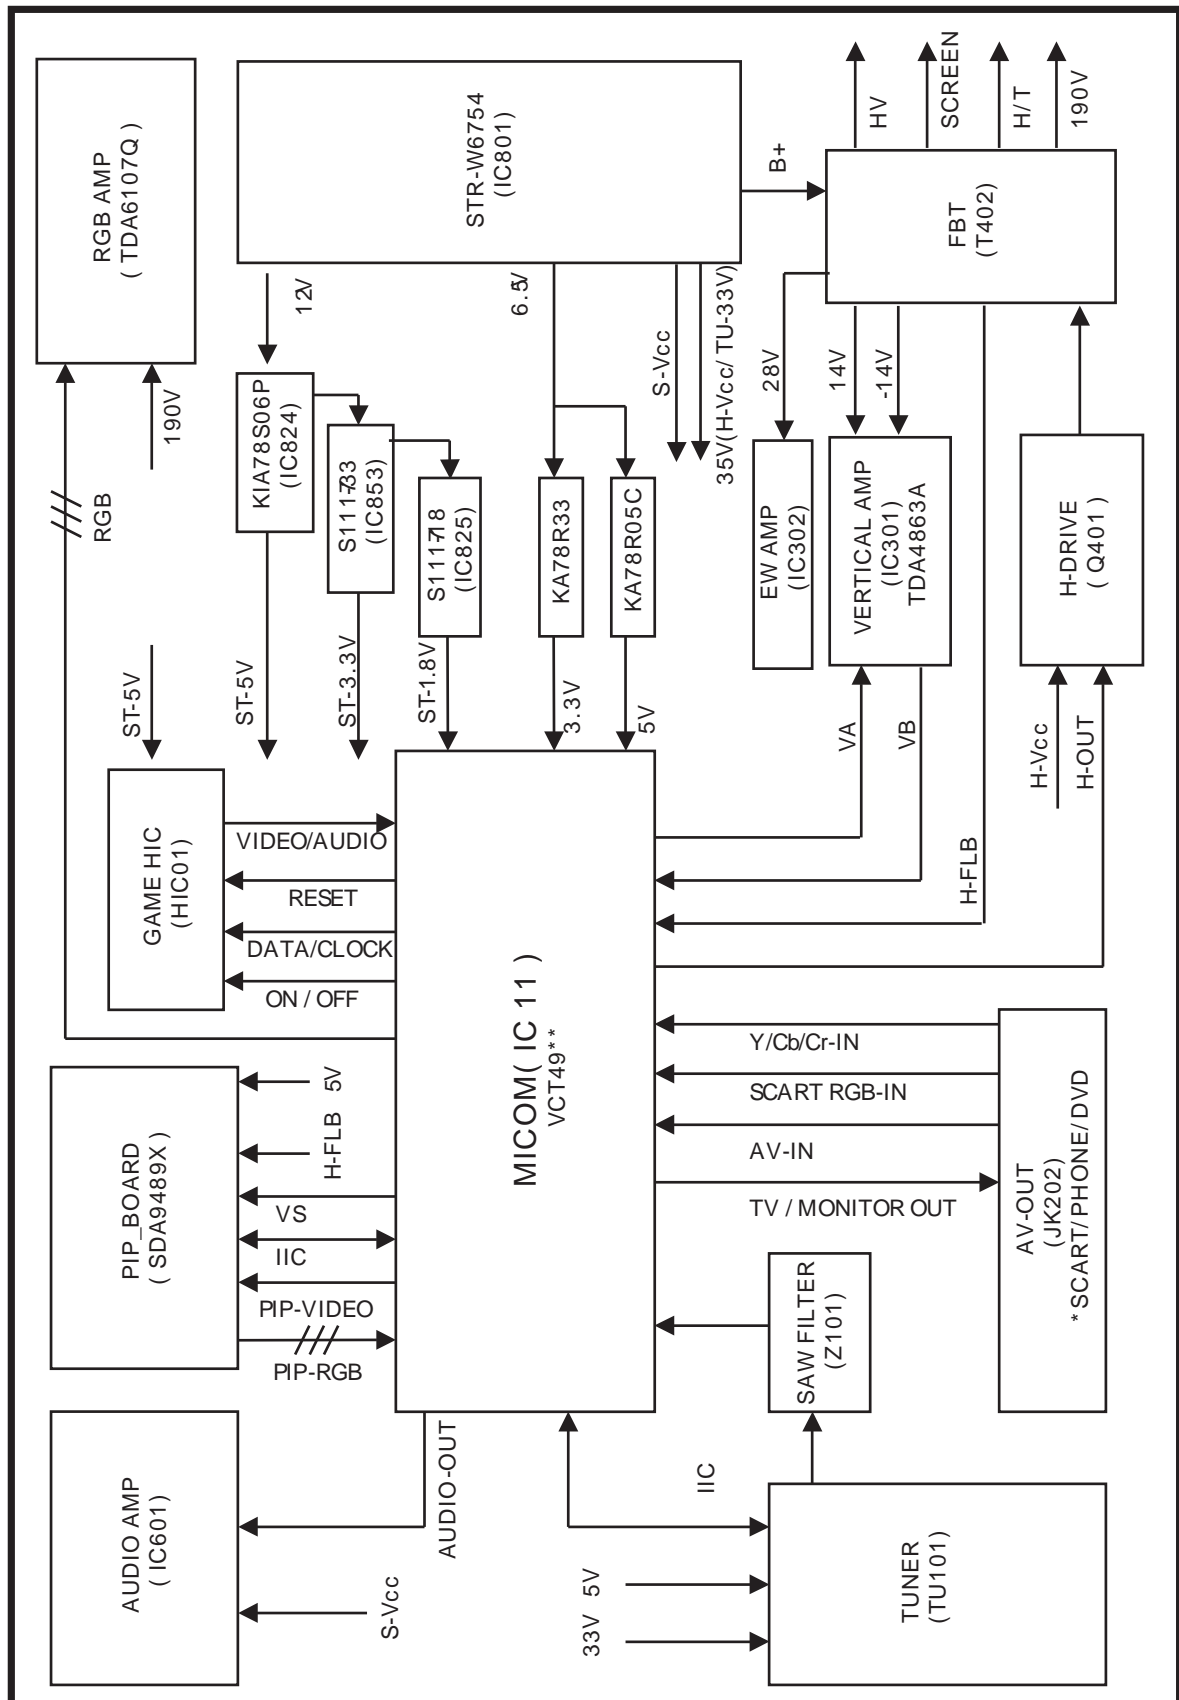 RGB AMP
( TDA6107Q )
190V
RGB
STR-W6754
(IC801)
12V
6.5V
S-Vcc
35V(H-Vcc/ TU-33V)
B+
HV
SCREEN
H/T
190V
FBT
(T402)
KIA78S06P
(IC824)
S1117-33
(IC853)
S1117-18
(IC825)
KA78R33
KA78R05C
28V
14V
-14V
EW AMP
(IC302)
VERTICAL AMP
(IC301)
TDA4863A
H-DRIVE
( Q401)
ST-5V
ST-5V
ST-3.3V
ST-1.8V
3.3V
5V
VA
VB
H-FLB
H-Vcc
H-OUT
GAME HIC
(HIC01)
VIDEO/AUDIO
RESET
DATA/CLOCK
ON / OFF
MICOM( IC 11 )
VCT49**
Y/Cb/Cr-IN
SCART RGB-IN
AV-IN
TV / MONITOR OUT
AV-OUT
(JK202)
*SCART/PHONE/DVD
PIP_BOARD
( SDA9489X )
5V
H-FLB
VS
IIC
PIP-VIDEO
PIP-RGB
SAW FILTER
(Z101)
AUDIO AMP
( IC601)
AUDIO-OUT
S-Vcc
IIC
5V
33V
TUNER
(TU101)